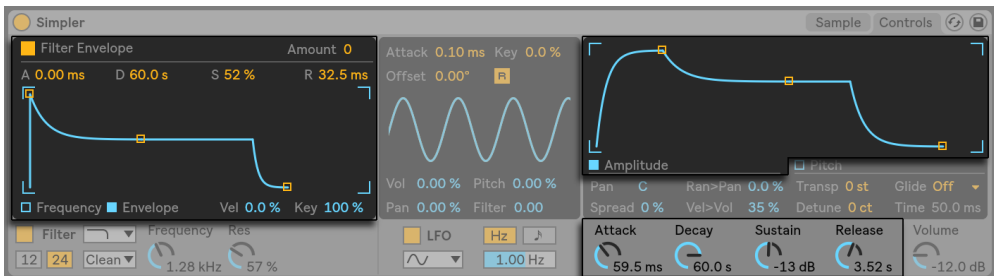 Simpler Sample Controls
Filter Envelope Amount 0
A 0.00 ms D 60.0 s S 52 % R 32.5 ms
Frequency Envelope Vel 0.0 % Key 100 %
Filter Frequency Res
12 24 Clean 1.28 kHz 57 %
Attack 0.10 ms Key 0.0 %
Offset 0.00° R
Vol 0.00 % Pitch 0.00 %
Pan 0.00 % Filter 0.00
LFO Hz
1.00 Hz
Amplitude Pitch
Pan C Ran>Pan 0.0 % Transp 0 st Glide Off
Spread 0 % Vel>Vol 35 % Detune 0 ct Time 50.0 ms
Attack Decay Sustain Release Volume
59.5 ms 60.0 s -13 dB 3.52 s -12.0 dB